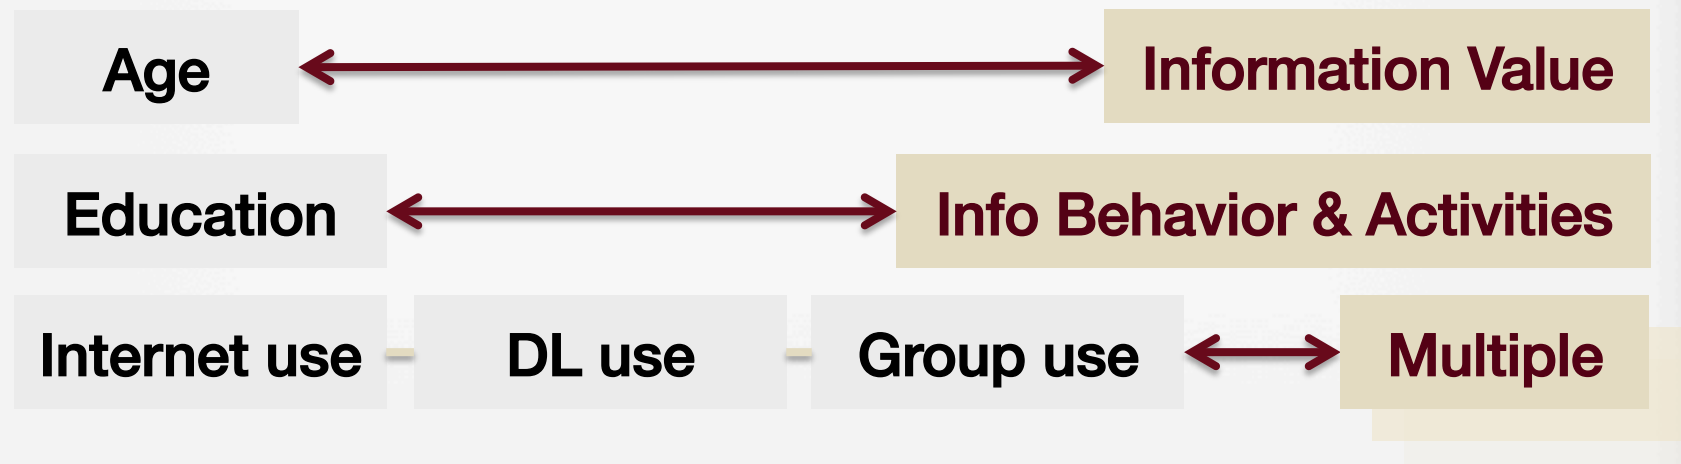 Age Information Value
Education Info Behavior & Activities
Internet use DL use Group use Multiple